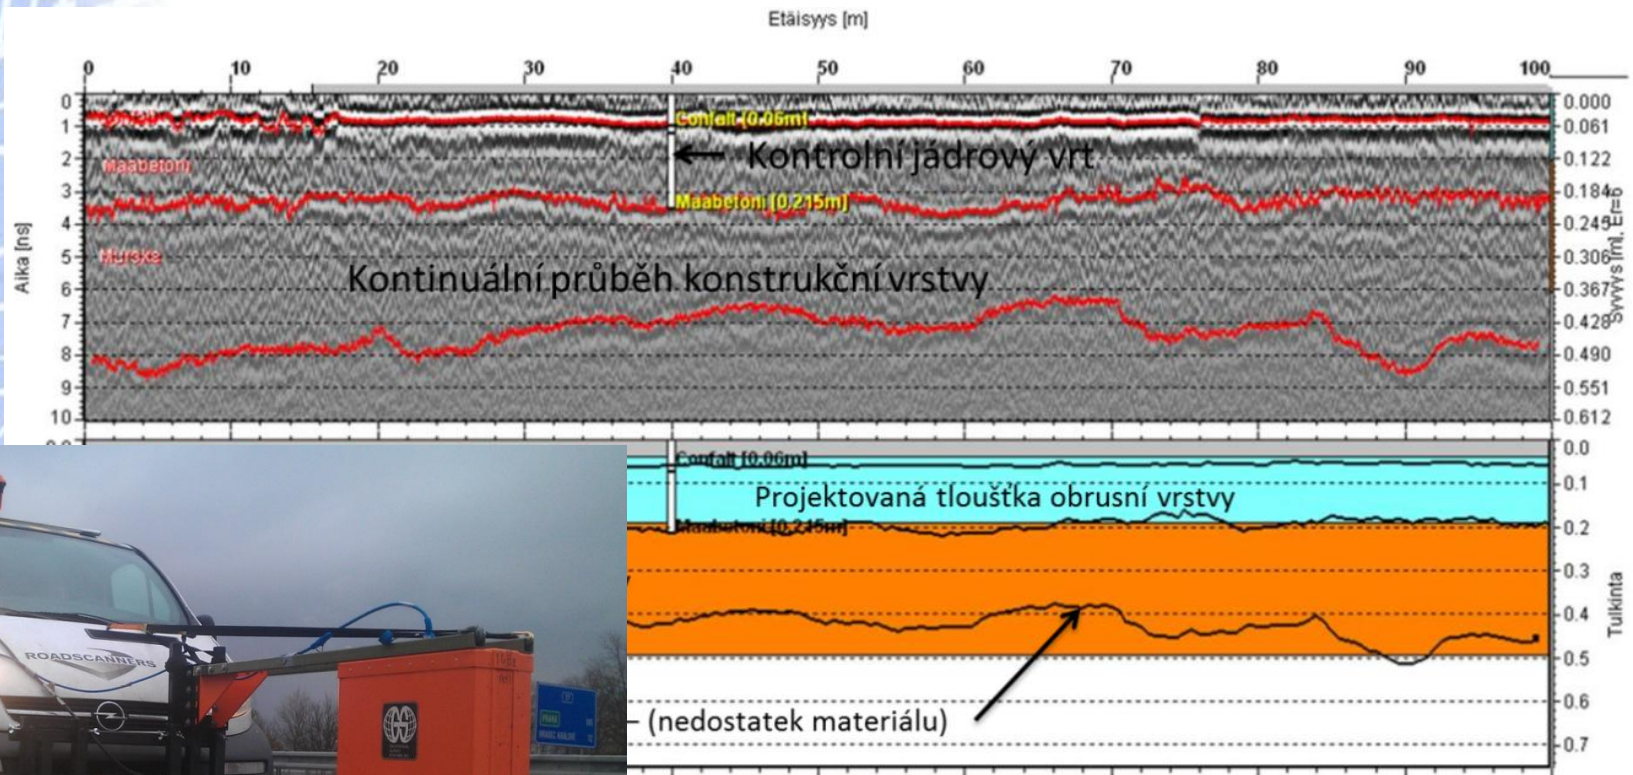 Etäisyys [m]
0 10 20 30 40 50 60 70 80 90 100
Aika [ns]
0
1
2
3
4
5
6
7
8
9
10
Confalt [0.06m]
Kontrolní jádrový vrt
Maabetoni
Maabetoni [0.215m]
Murske
Kontinuální průběh konstrukční vrstvy
0.000
0.061
0.122
0.184
0.245
0.306
0.367
0.428
0.490
0.551
0.612
Syvyys [m], Er=6
Confalt [0.06m]
Projektovaná tloušťka obrusní vrstvy
Maabetoni [0.215m]
– (nedostatek materiálu)
0.0
0.1
0.2
0.3
0.4
0.5
0.6
0.7
Tulkinta
ROADSCANNERS
PRAHA
HRADEC KRÁLOVÉ